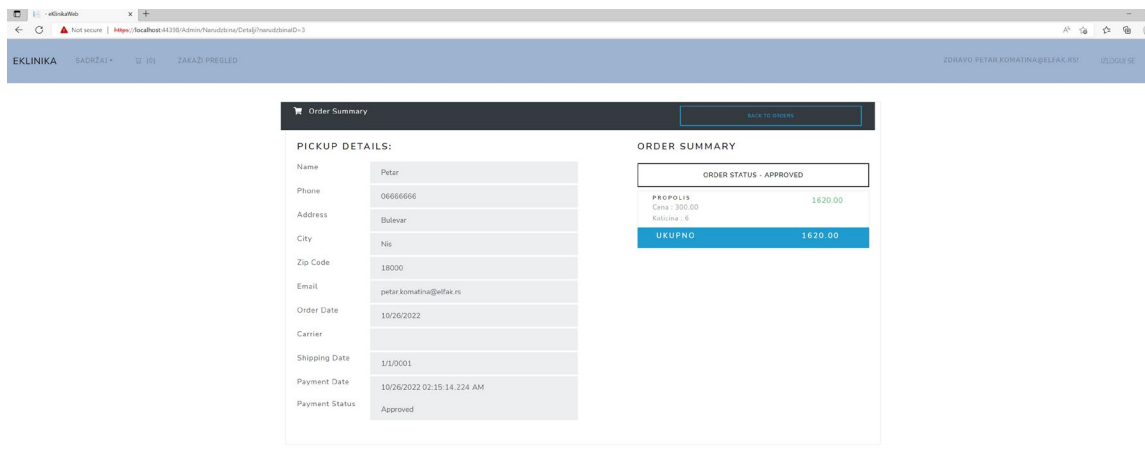 - eKlinikaWeb
Not secure | https://localhost:44398/Admin/Narudzbina/Detalji?narudzbinaID=3
EKLINIKA SADRŽAJ (0) ZAKAŽI PREGLED ZDRAVO PETAR.KOMATINA@ELFAK.RS! IZLOGUJ SE
Order Summary BACK TO ORDERS
PICKUP DETAILS:
Name Petar
Phone 06666666
Address Bulevar
City Nis
Zip Code 18000
Email petar.komatina@elfak.rs
Order Date 10/26/2022
Carrier
Shipping Date 1/1/0001
Payment Date 10/26/2022 02:15:14.224 AM
Payment Status Approved
ORDER SUMMARY
ORDER STATUS - APPROVED
PROPOLIS 1620.00
Cena : 300.00
Kolicina : 6
UKUPNO 1620.00